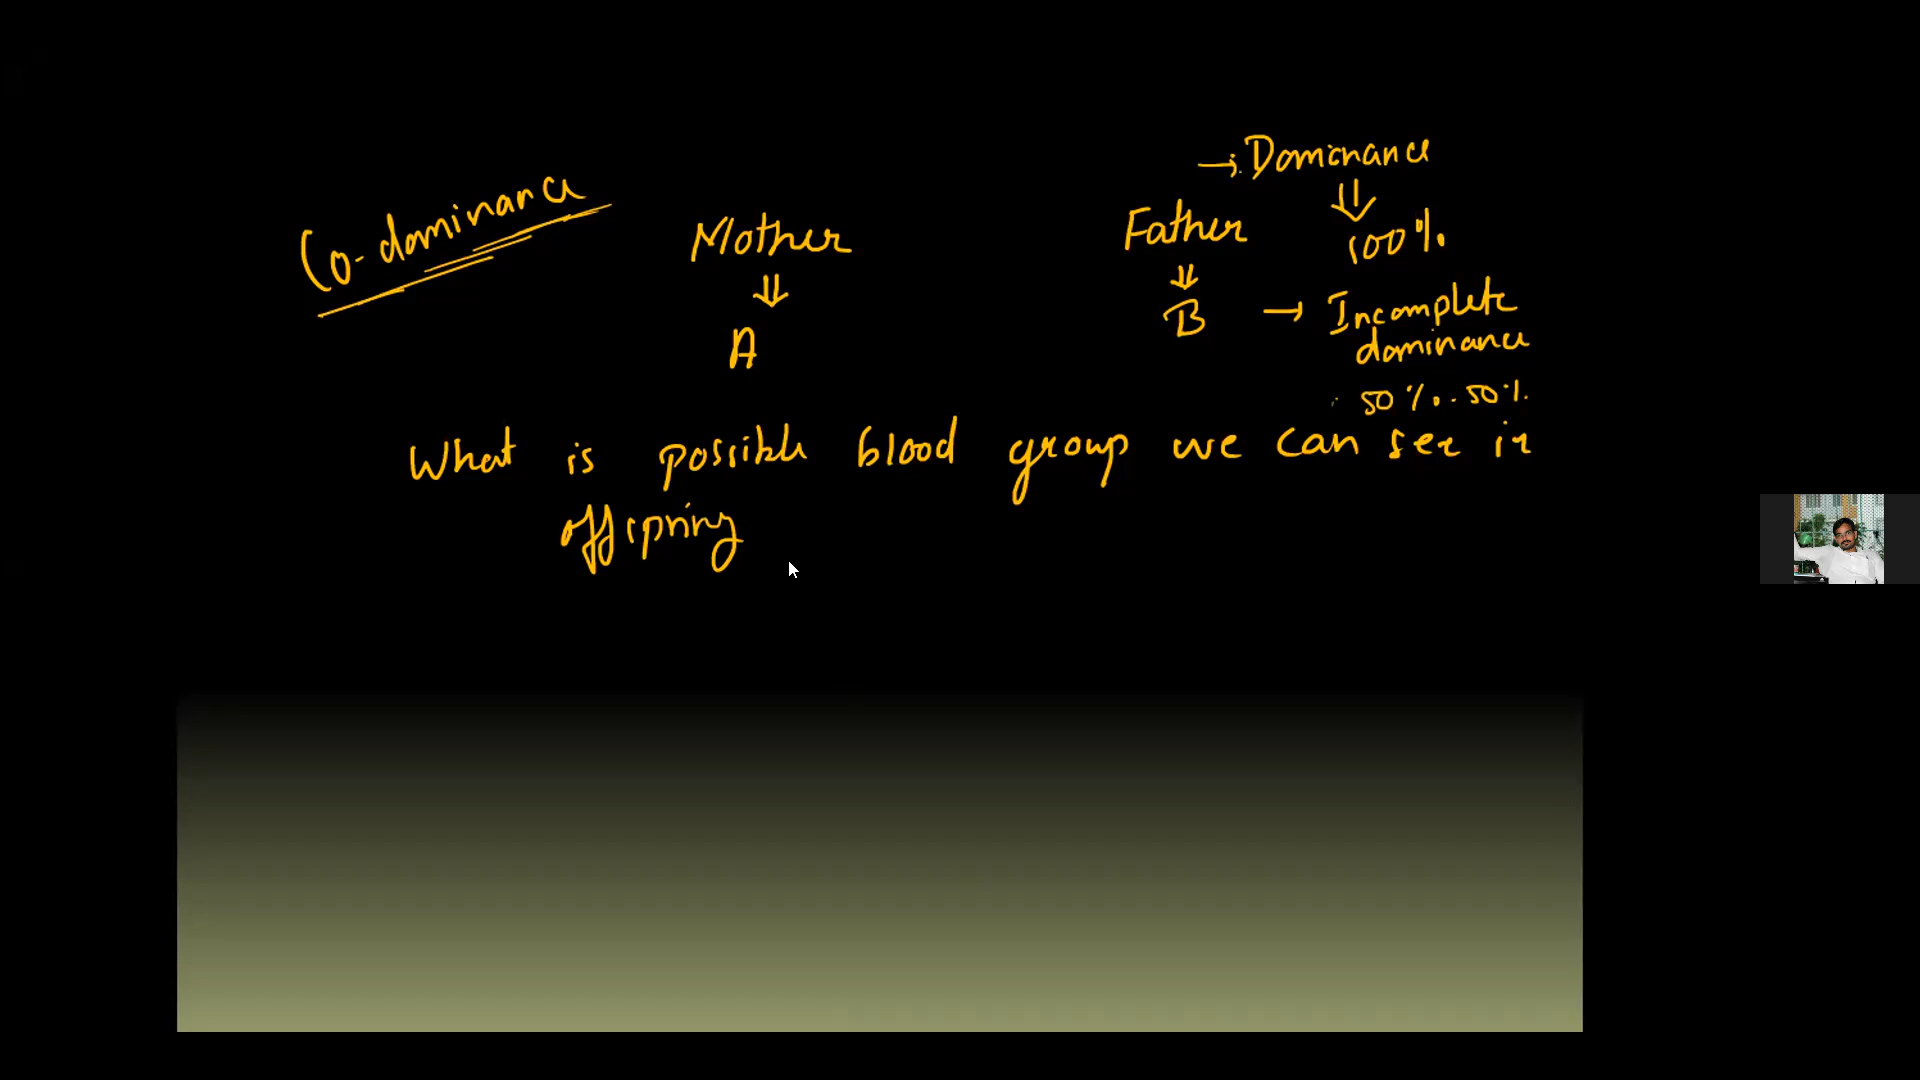 Co-dominance
Mother
A
Father
B
→ Dominance
100%
→ Incomplete
dominance
50%. - 50%.
What is possible blood group we can see in
offspring